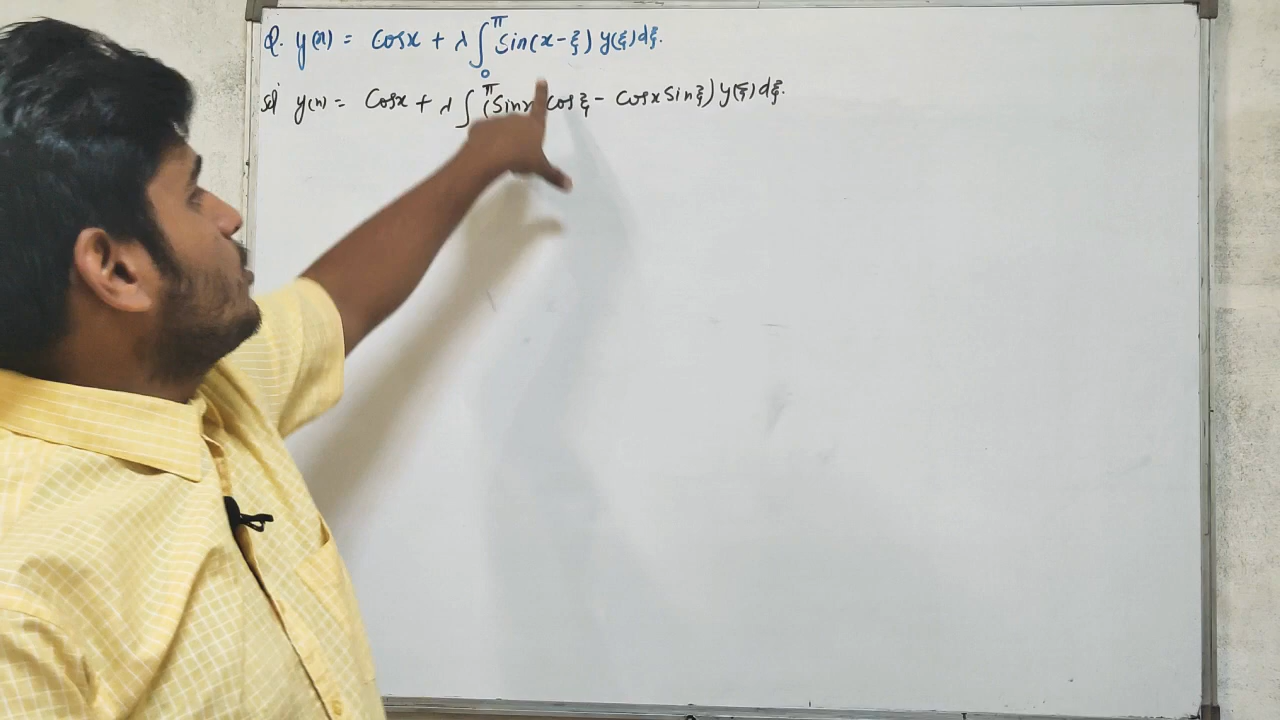 Q. y(x) = cosx + λ∫₀^π sin(x-ξ) y(ξ)dξ.
Sol y(x) = Cosx + λ∫^π (Sinx cosξ - cosx sinξ) y(ξ)dξ.